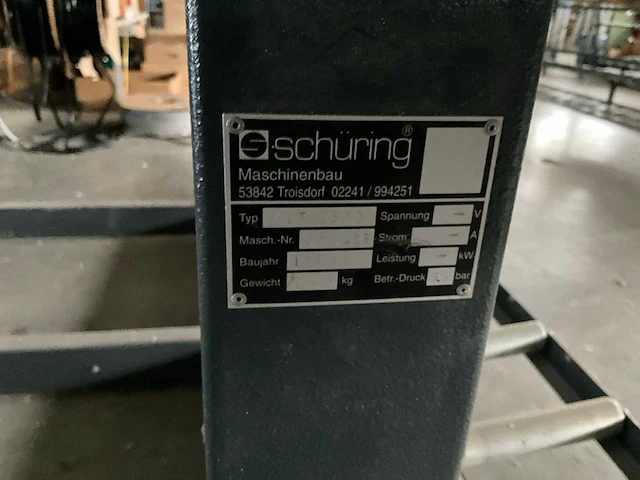 schüring®
Maschinenbau
53842 Troisdorf 02241/994251
Typ Spannung V
Masch.-Nr. Strom A
Baujahr Leistung kW
Gewicht kg Betr.-Druck bar